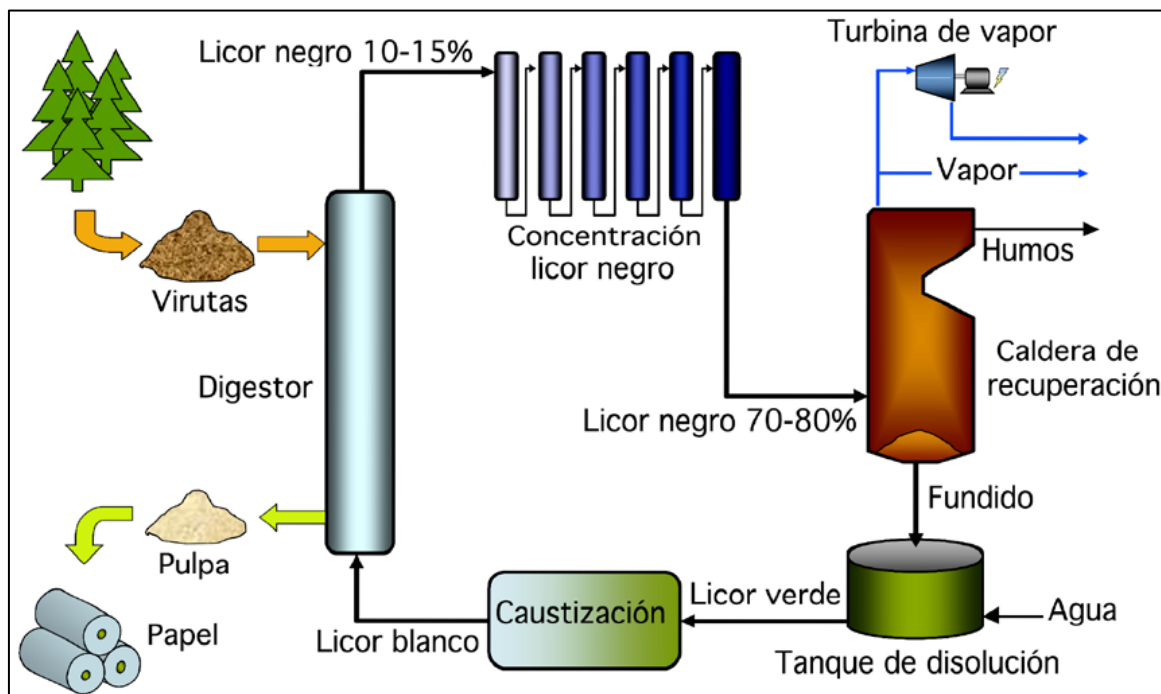 Licor negro 10-15%
Turbina de vapor
Vapor
Virutas
Concentración
licor negro
Humos
Digestor
Caldera de
recuperación
Licor negro 70-80%
Fundido
Pulpa
Papel
Licor blanco
Caustización
Licor verde
Agua
Tanque de disolución